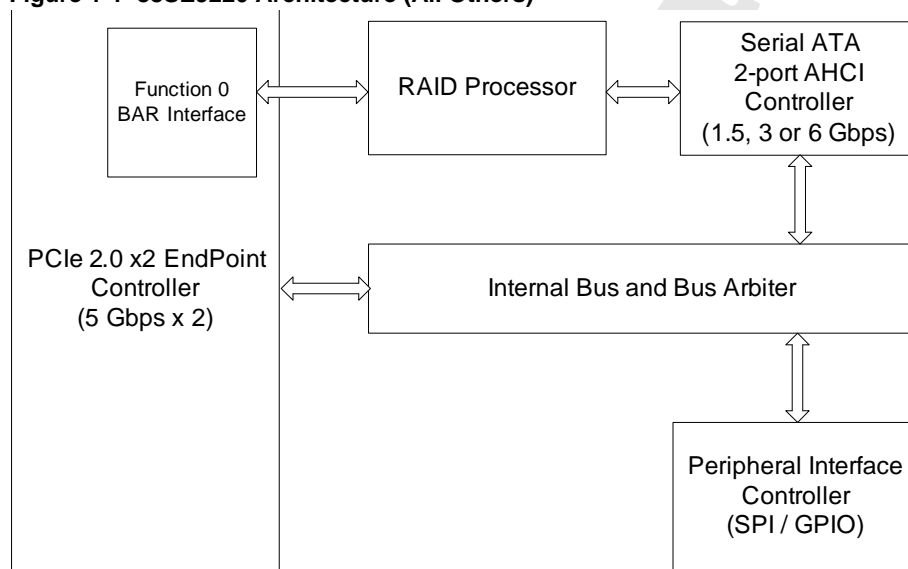 Function 0
BAR Interface
RAID Processor
Serial ATA
2-port AHCI
Controller
(1.5, 3 or 6 Gbps)
PCIe 2.0 x2 EndPoint
Controller
(5 Gbps x 2)
Internal Bus and Bus Arbiter
Peripheral Interface
Controller
(SPI / GPIO)